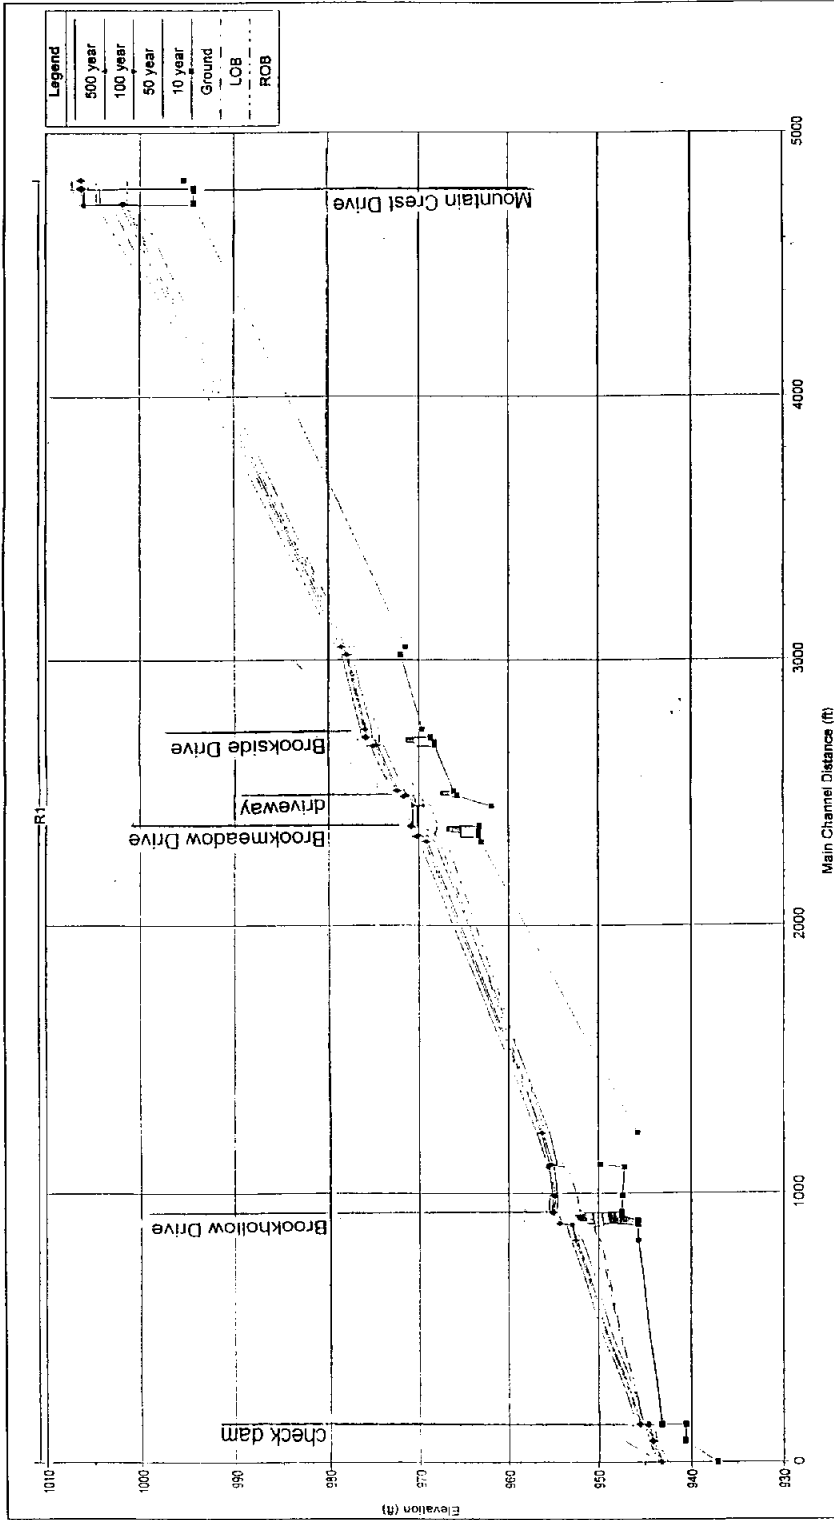 Legend
500 year
100 year
50 year
10 year
Ground
LOB
ROB
R1
Mountain Crest Drive
Brookside Drive
driveway
Brookmeadow Drive
Brookhollow Drive
check dam
Elevation (ft)
1010
1000
990
980
970
960
950
940
930
0
1000
2000
3000
4000
5000
Main Channel Distance (ft)